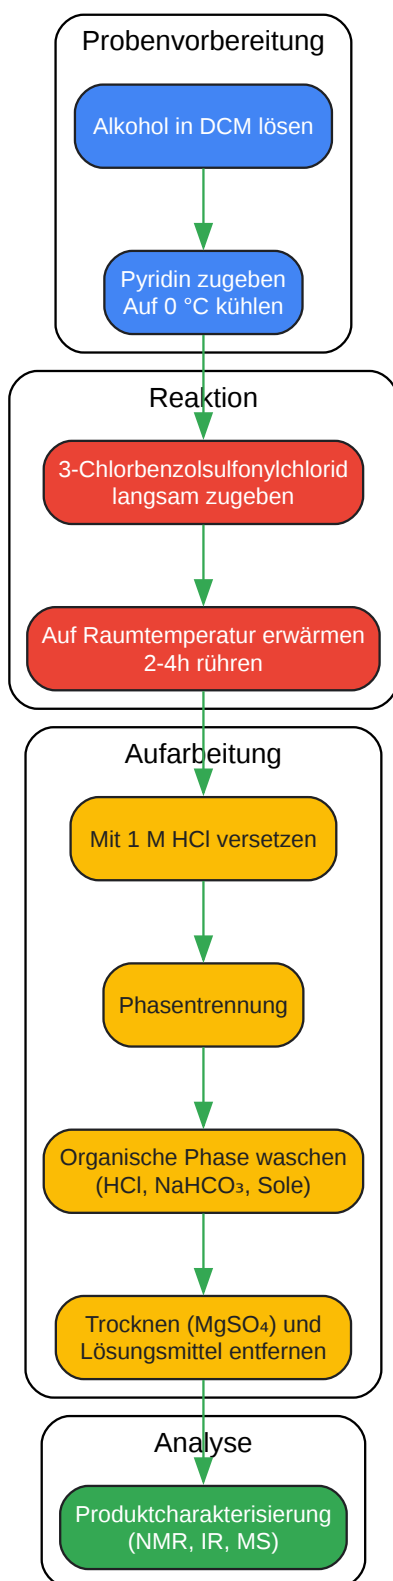 Probenvorbereitung
Alkohol in DCM lösen
Pyridin zugeben
Auf 0 °C kühlen
Reaktion
3-Chlorbenzolsulfonylchlorid
langsam zugeben
Auf Raumtemperatur erwärmen
2-4h rühren
Aufarbeitung
Mit 1 M HCl versetzen
Phasentrennung
Organische Phase waschen
(HCl, NaHCO₃, Sole)
Trocknen (MgSO₄) und
Lösungsmittel entfernen
Analyse
Produktcharakterisierung
(NMR, IR, MS)